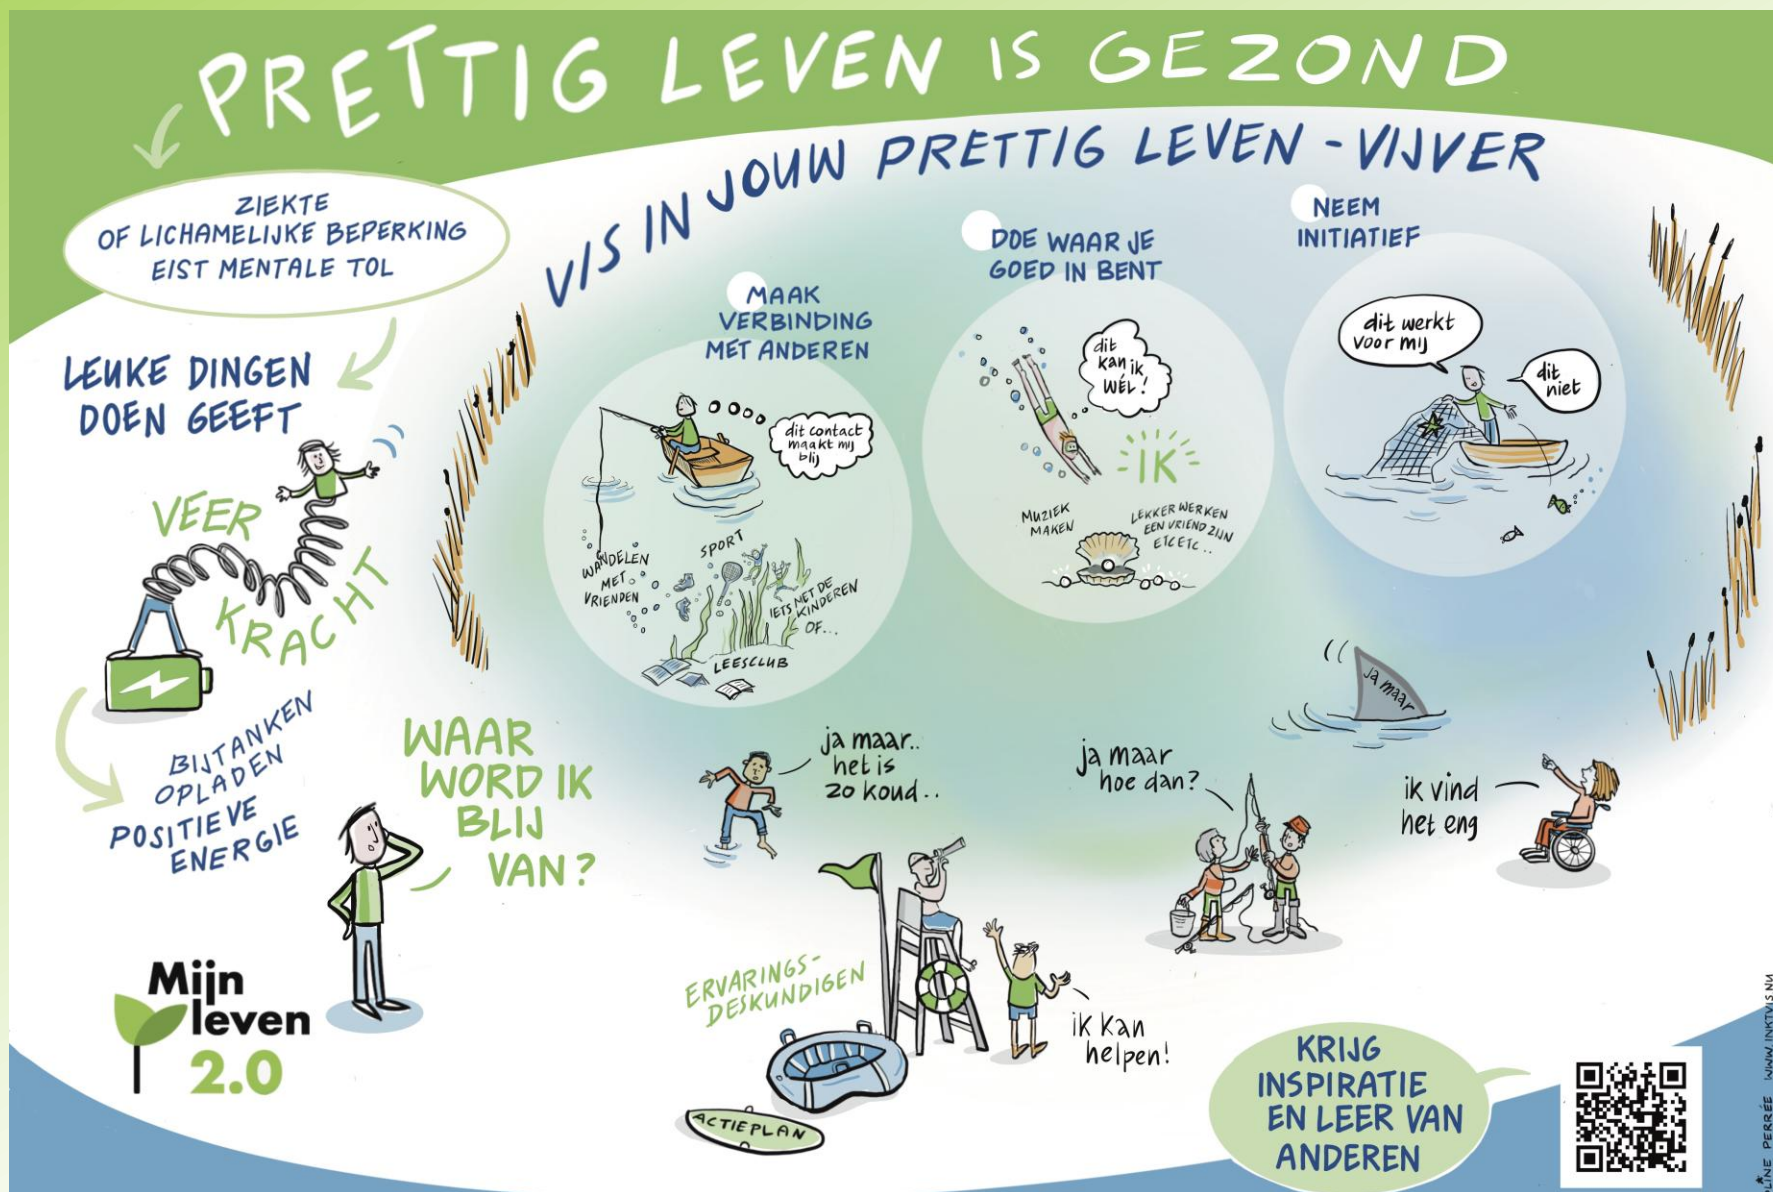 PRETTIG LEVEN IS GEZOND
VIS IN JOUW PRETTIG LEVEN - VIJVER
ZIEKTE
OF LICHAMELIJKE BEPERKING
EIST MENTALE TOL
LEUKE DINGEN
DOEN GEEFT
VEER
KRACHT
BIJTANKEN
OPLADEN
POSITIEVE
ENERGIE
WAAR
WORD IK
BLIJ
VAN?
Mijn
leven
2.0
MAAK
VERBINDING
MET ANDEREN
dit contact
maakt mij
blij
WANDELEN
MET
VRIENDEN
SPORT
IETS MET DE
KINDEREN
OF...
LEESCLUB
DOE WAAR JE
GOED IN BENT
dit
kan ik
WÉL!
IK
MUZIEK
MAKEN
LEKKER WERKEN
EEN VRIEND ZIJN
ETC ETC..
NEEM
INITIATIEF
dit werkt
voor mij
dit
niet
ja maar
ja maar..
het is
zo koud..
ja maar
hoe dan?
ik vind
het eng
ERVARINGS-
DESKUNDIGEN
ik kan
helpen!
ACTIEPLAN
KRIJG
INSPIRATIE
EN LEER VAN
ANDEREN
PERRÉE WWW.INKTVIS.NU